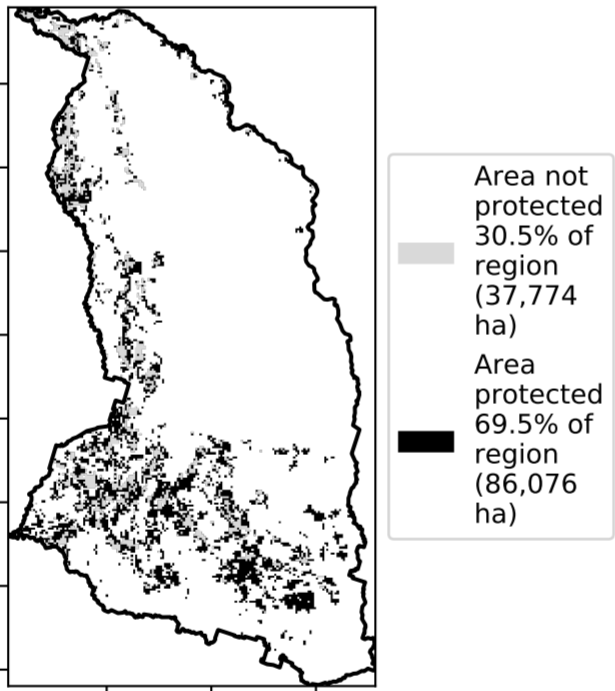 Area not
protected
30.5% of
region
(37,774
ha)
Area
protected
69.5% of
region
(86,076
ha)